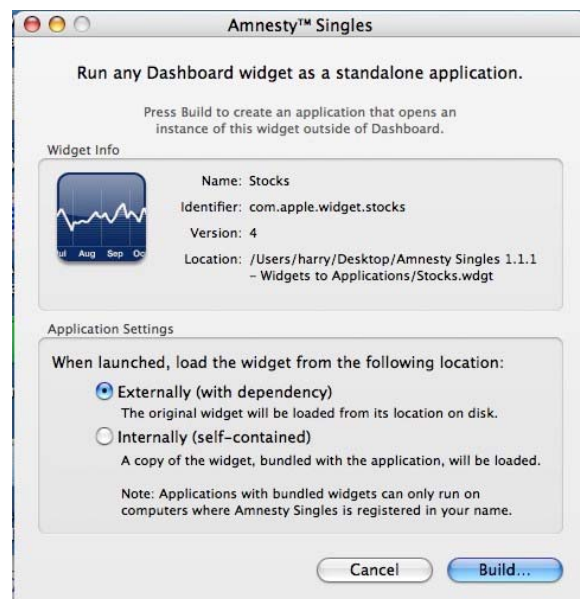 Amnesty™ Singles
Run any Dashboard widget as a standalone application.
Press Build to create an application that opens an
instance of this widget outside of Dashboard.
Widget Info
Jul Aug Sep Oc
Name: Stocks
Identifier: com.apple.widget.stocks
Version: 4
Location: /Users/harry/Desktop/Amnesty Singles 1.1.1
– Widgets to Applications/Stocks.wdgt
Application Settings
When launched, load the widget from the following location:
Externally (with dependency)
The original widget will be loaded from its location on disk.
Internally (self-contained)
A copy of the widget, bundled with the application, will be loaded.
Note: Applications with bundled widgets can only run on
computers where Amnesty Singles is registered in your name.
Cancel Build...